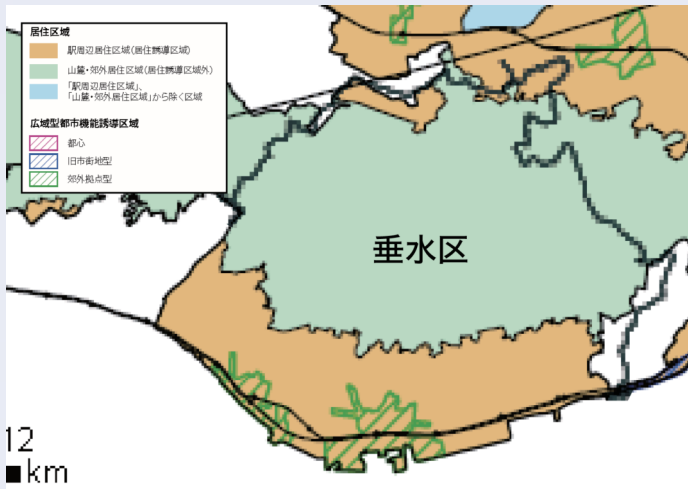 居住区域
駅周辺居住区域(居住誘導区域)
山麓・郊外居住区域(居住誘導区域外)
「駅周辺居住区域」、
「山麓・郊外居住区域」から除く区域
広域型都市機能誘導区域
都心
旧市街地型
郊外拠点型
垂水区
12
km